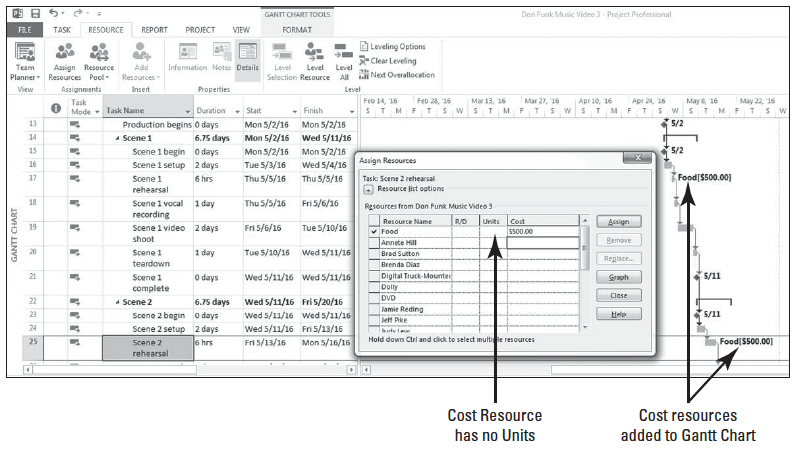 GANTT CHART TOOLS
Don Funk Music Video 3 - Project Professional
FILE TASK RESOURCE REPORT PROJECT VIEW FORMAT
Team Planner
Assign Resources
Resource Pool
Add Resources
Information
Notes
Details
Level Selection
Level Resource
Level All
Leveling Options
Clear Leveling
Next Overallocation
View Assignments Insert Properties Level
Task Mode Task Name Duration Start Finish
Feb 14, '16 Feb 28, '16 Mar 13, '16 Mar 27, '16 Apr 10, '16 Apr 24, '16 May 8, '16 May 22, '16
S T M F T S W S T M F T S W S T M F T S W
GANTT CHART
13 Production begins 0 days Mon 5/2/16 Mon 5/2/16
14 Scene 1 6.75 days Mon 5/2/16 Wed 5/11/16
15 Scene 1 begin 0 days Mon 5/2/16 Mon 5/2/16
16 Scene 1 setup 2 days Tue 5/3/16 Wed 5/4/16
17 Scene 1 rehearsal 6 hrs Thu 5/5/16 Thu 5/5/16
18 Scene 1 vocal recording 1 day Thu 5/5/16 Fri 5/6/16
19 Scene 1 video shoot 2 days Fri 5/6/16 Tue 5/10/16
20 Scene 1 teardown 1 day Tue 5/10/16 Wed 5/11/16
21 Scene 1 complete 0 days Wed 5/11/16 Wed 5/11/16
22 Scene 2 6.75 days Wed 5/11/16 Fri 5/20/16
23 Scene 2 begin 0 days Wed 5/11/16 Wed 5/11/16
24 Scene 2 setup 2 days Wed 5/11/16 Fri 5/13/16
25 Scene 2 rehearsal 6 hrs Fri 5/13/16 Mon 5/16/16
5/2
5/2
Food[$500.00]
5/11
5/11
Food[$500.00]
Assign Resources
Task: Scene 2 rehearsal
Resource list options
Resources from Don Funk Music Video 3
Resource Name R/D Units Cost
Food $500.00
Annete Hill
Brad Sutton
Brenda Diaz
Digital Truck-Mounted
Dolly
DVD
Jamie Reding
Jeff Pike
Assign
Remove
Replace...
Graph
Close
Help
Hold down Ctrl and click to select multiple resources
Cost Resource
has no Units
Cost resources
added to Gantt Chart